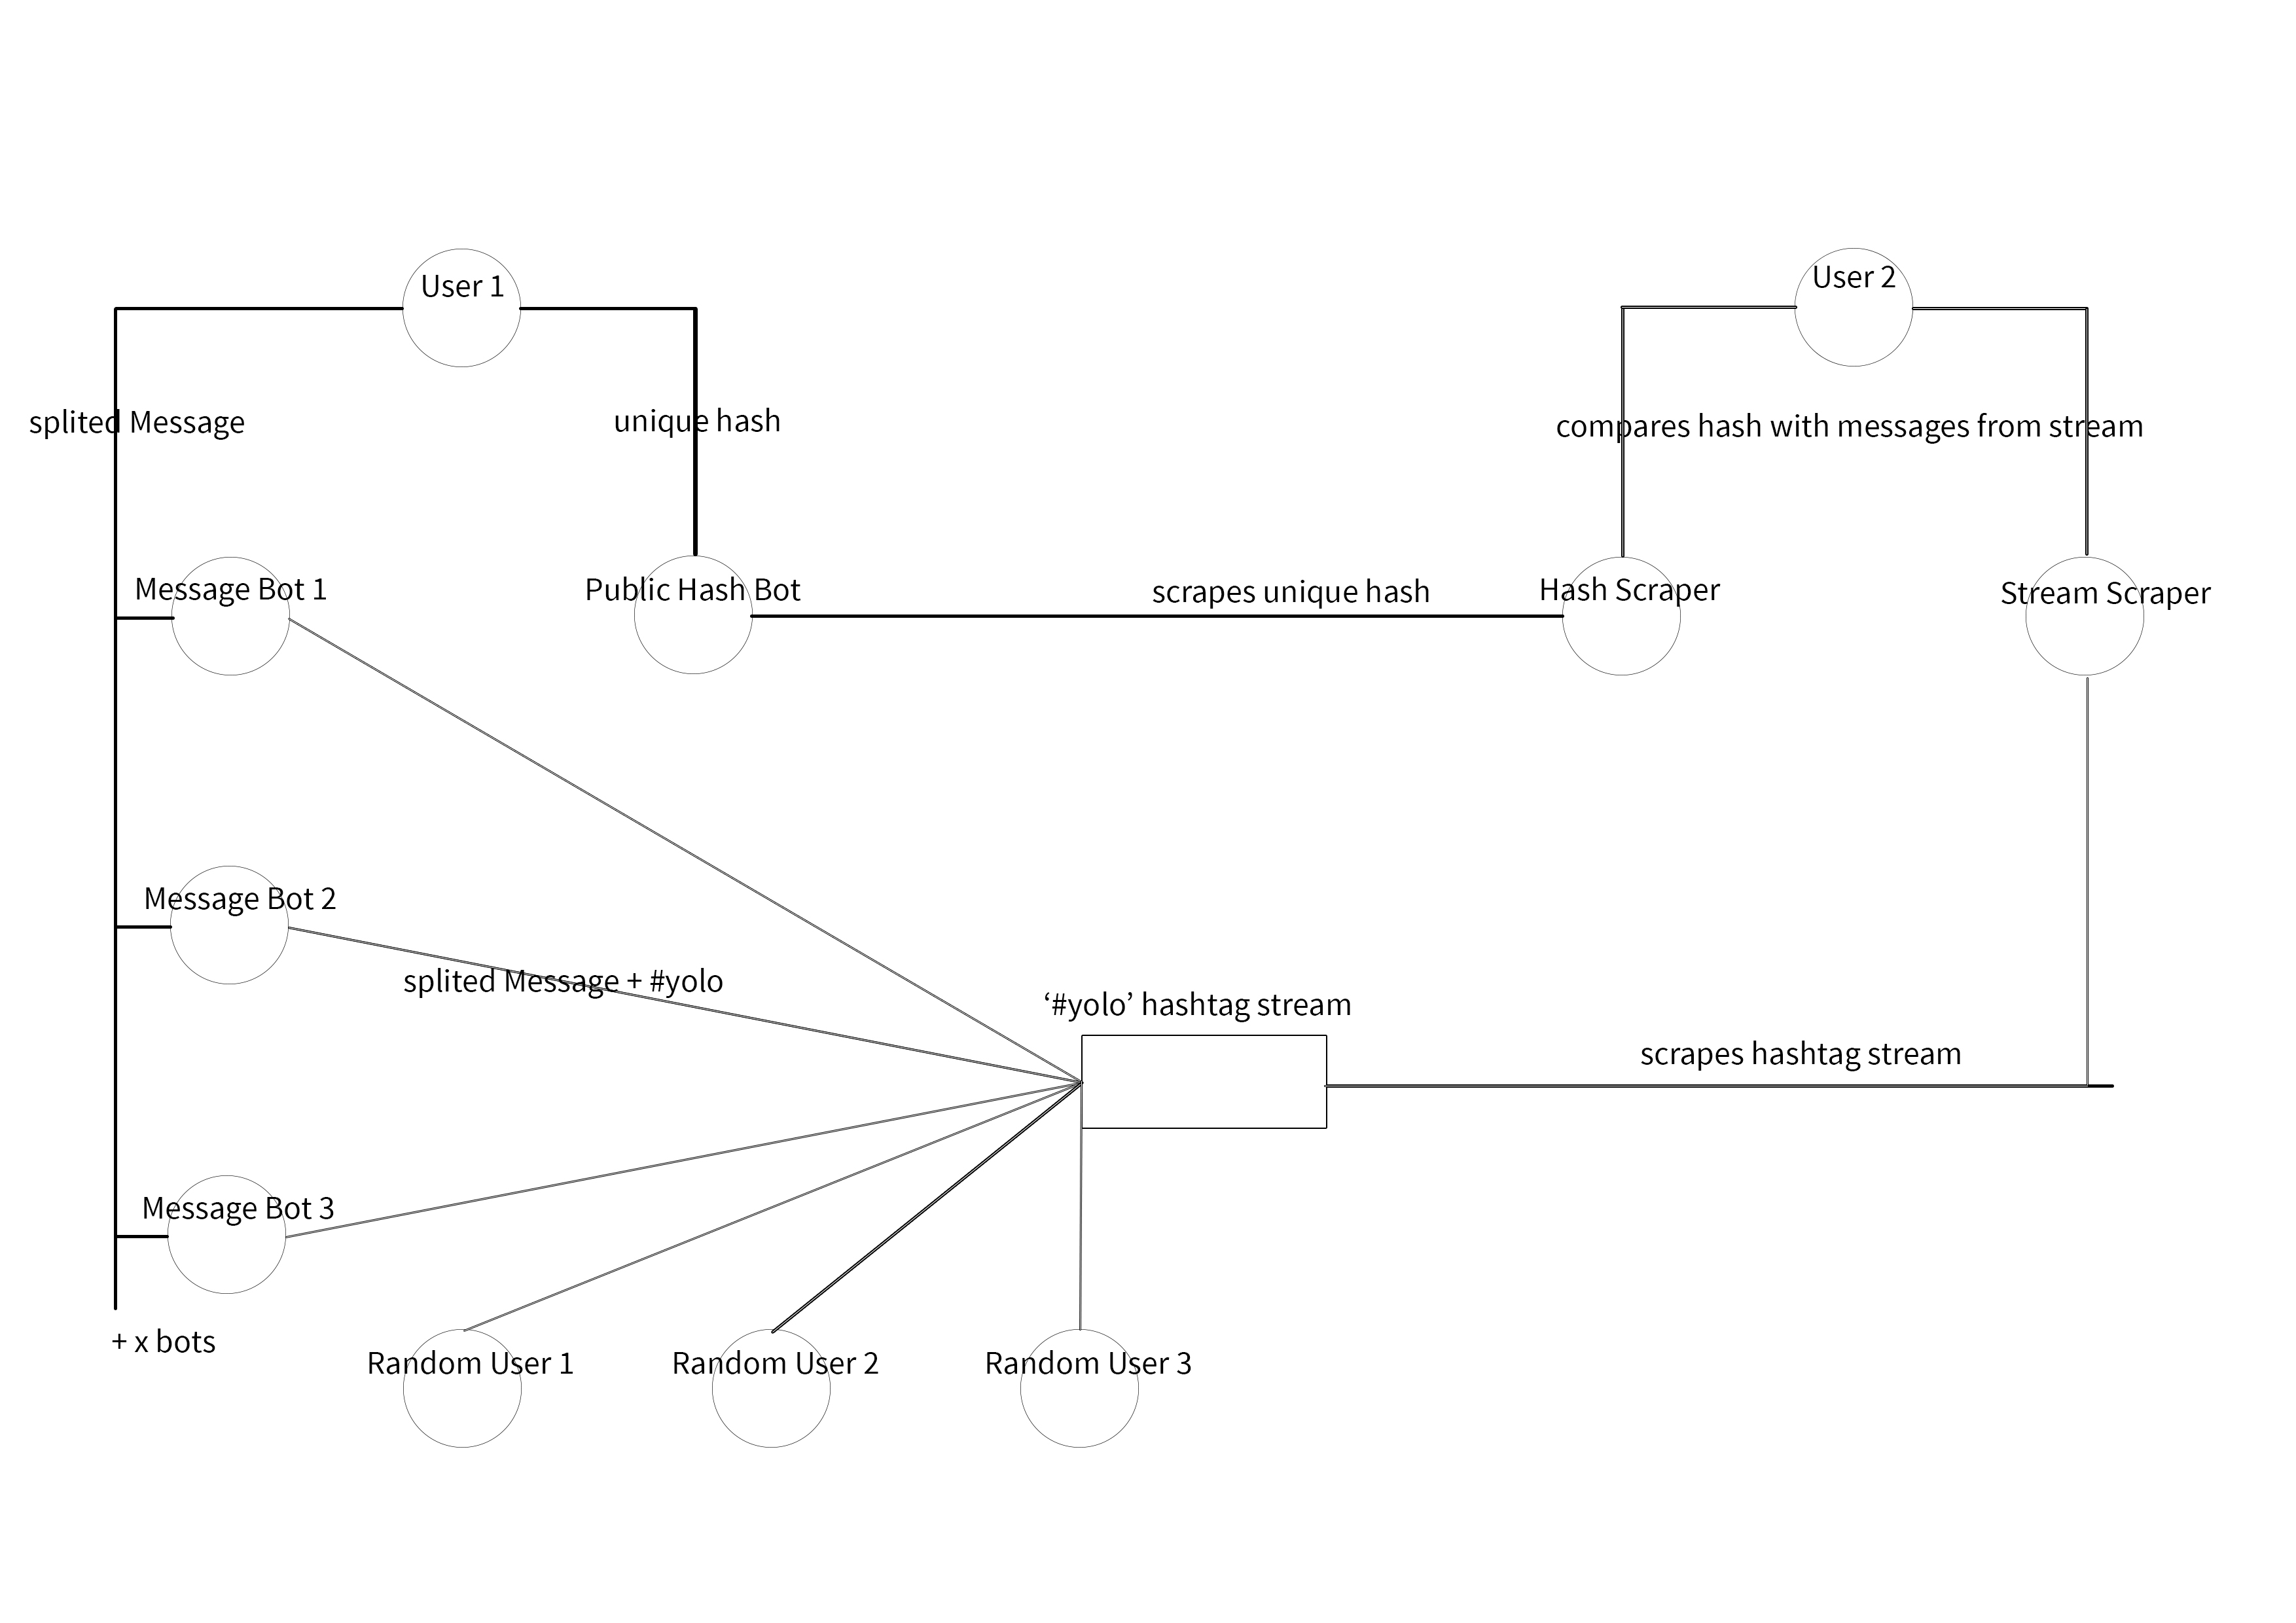 User 1
User 2
splited Message
unique hash
compares hash with messages from stream
Message Bot 1
Public Hash Bot
scrapes unique hash
Hash Scraper
Stream Scraper
Message Bot 2
splited Message + #yolo
‘#yolo’ hashtag stream
scrapes hashtag stream
Message Bot 3
+ x bots
Random User 1
Random User 2
Random User 3